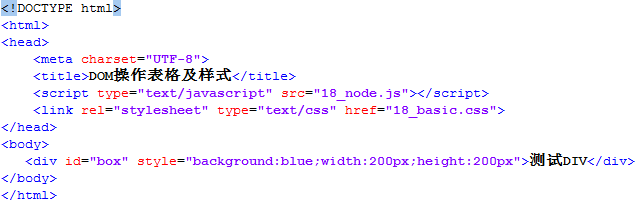 <!DOCTYPE html>
<html>
<head>
    <meta charset="UTF-8">
    <title>DOM操作表格及样式</title>
    <script type="text/javascript" src="18_node.js"></script>
    <link rel="stylesheet" type="text/css" href="18_basic.css">
</head>
<body>
    <div id="box" style="background:blue;width:200px;height:200px">测试DIV</div>
</body>
</html>